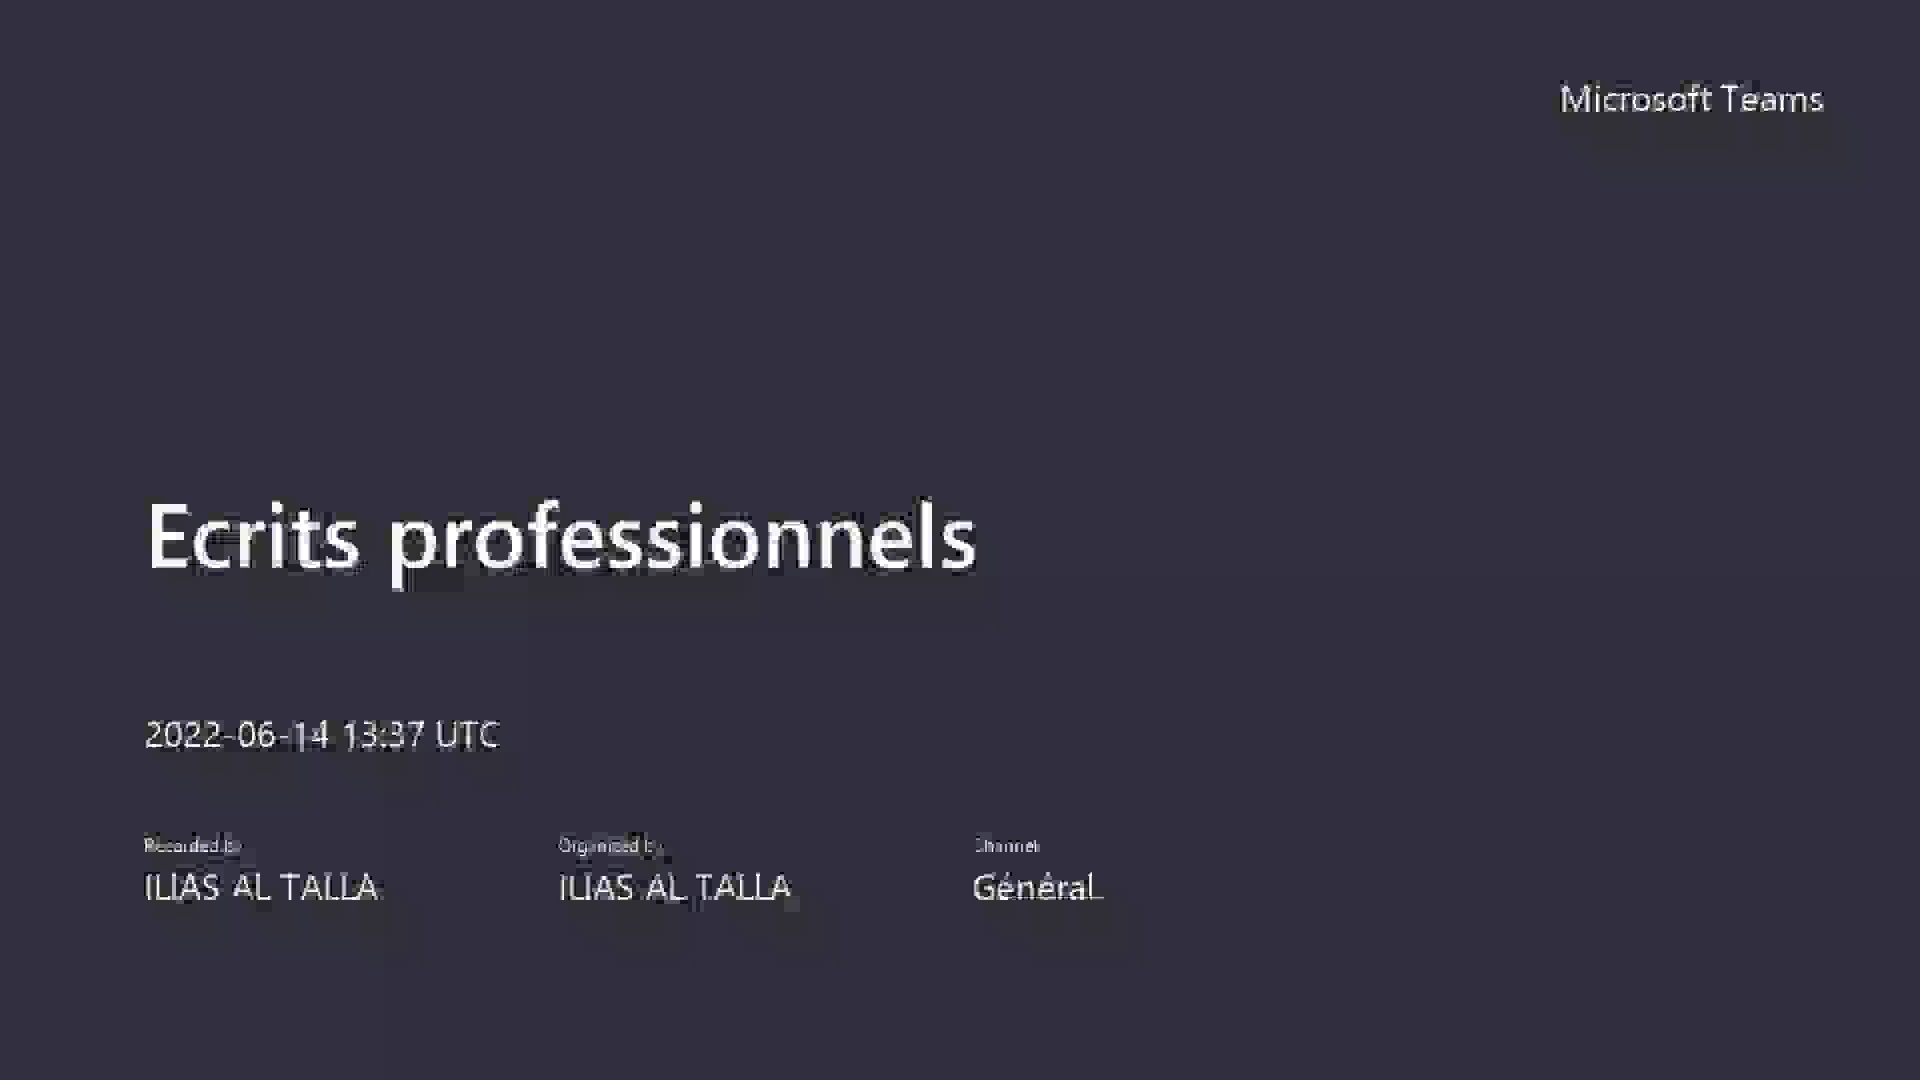 Microsoft Teams
Ecrits professionnels
2022-06-14 13:37 UTC
Recorded by
Organized by
Channel
ILIAS AL TALLA
ILIAS AL TALLA
Général